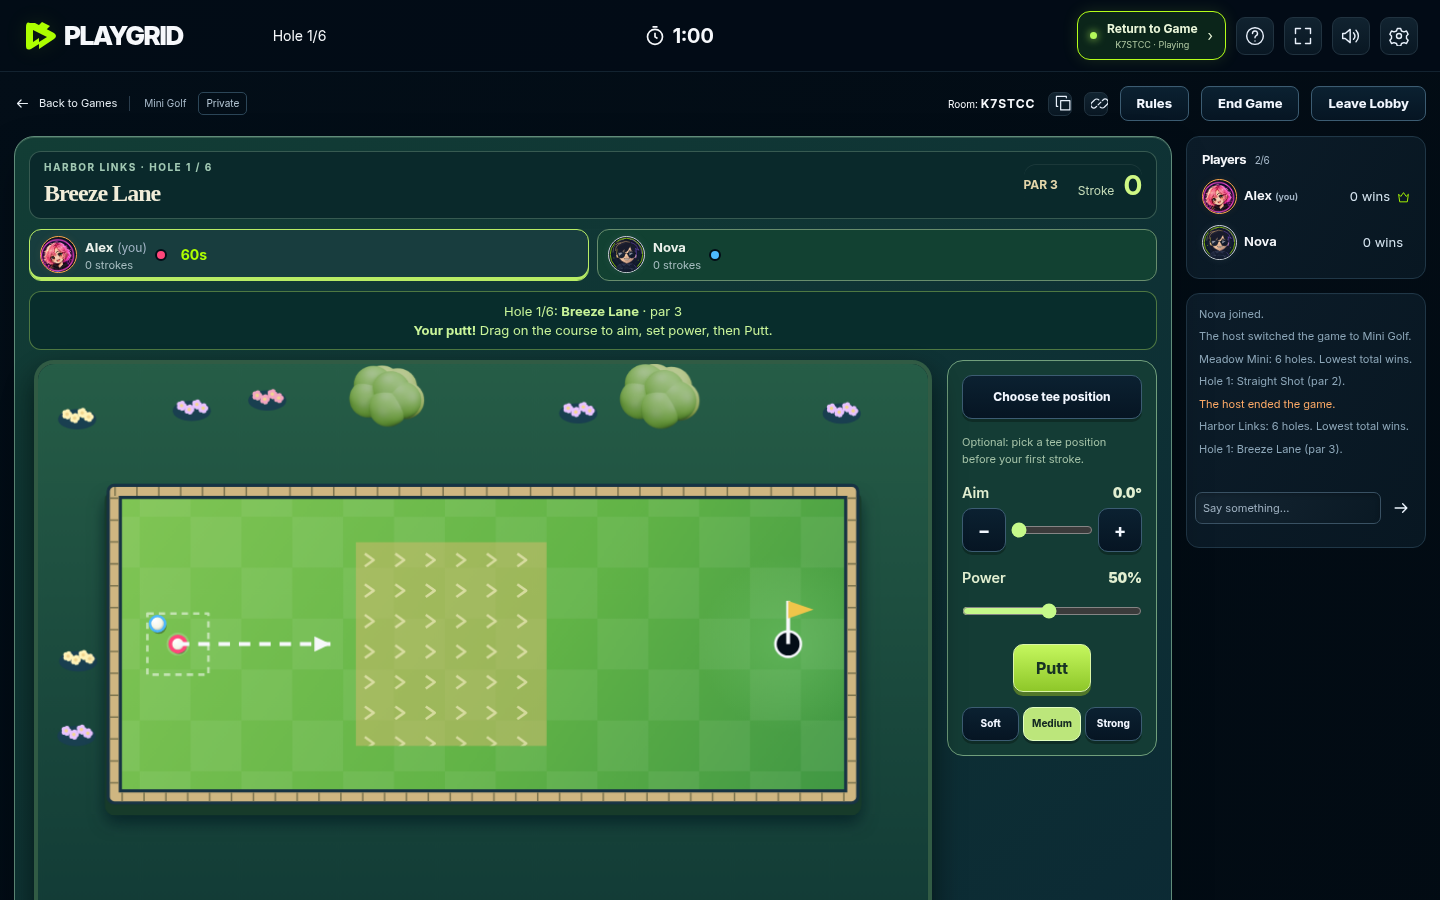 PLAYGRID
Hole 1/6
1:00
Return to Game
K7STCC · Playing
Back to Games
Mini Golf
Private
Room: K7STCC
Rules
End Game
Leave Lobby
HARBOR LINKS · HOLE 1 / 6
Breeze Lane
PAR 3
Stroke 0
Alex (you)
0 strokes
60s
Nova
0 strokes
Hole 1/6: Breeze Lane · par 3
Your putt! Drag on the course to aim, set power, then Putt.
Choose tee position
Optional: pick a tee position
before your first stroke.
Aim 0.0°
− +
Power 50%
Putt
Soft Medium Strong
Players 2/6
Alex (you) 0 wins
Nova 0 wins
Nova joined.
The host switched the game to Mini Golf.
Meadow Mini: 6 holes. Lowest total wins.
Hole 1: Straight Shot (par 2).
The host ended the game.
Harbor Links: 6 holes. Lowest total wins.
Hole 1: Breeze Lane (par 3).
Say something...